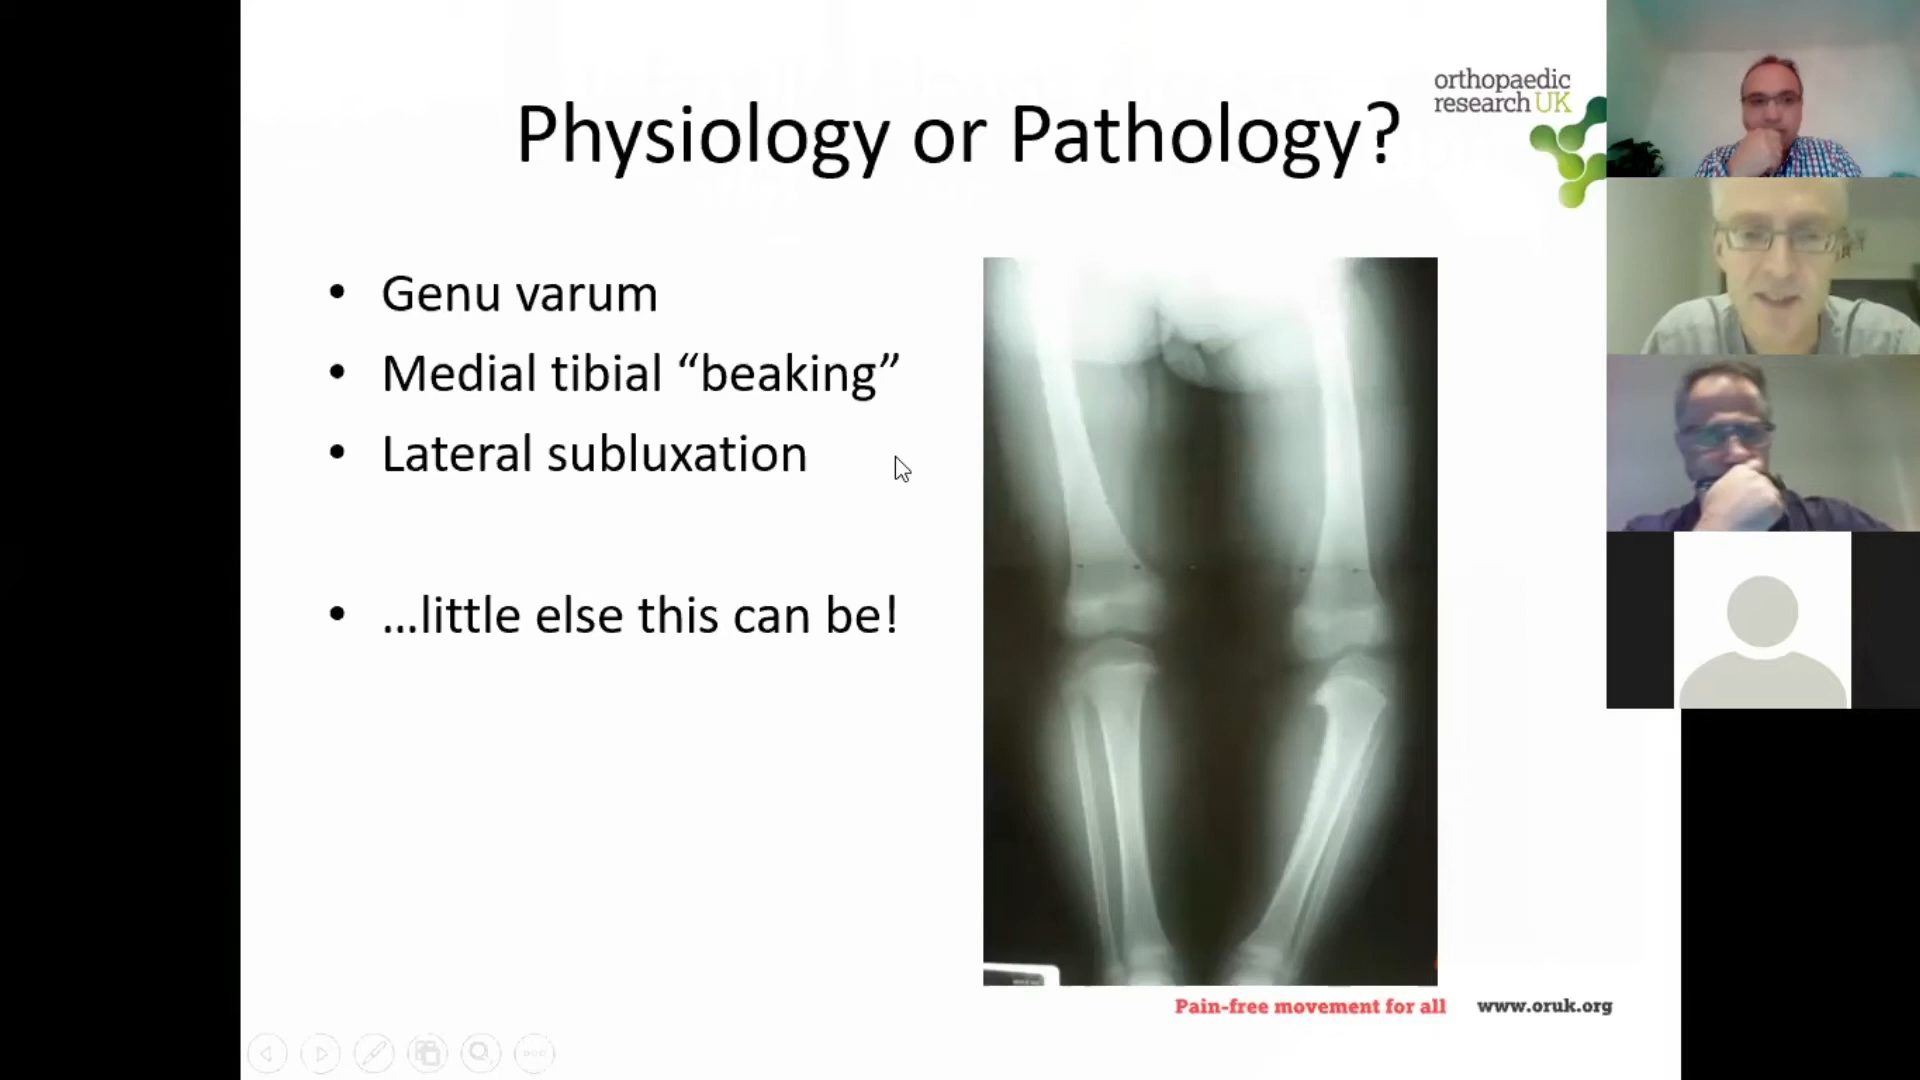 Physiology or Pathology?
orthopaedic
research UK
• Genu varum
• Medial tibial “beaking”
• Lateral subluxation
• ...little else this can be!
Pain-free movement for all
www.oruk.org